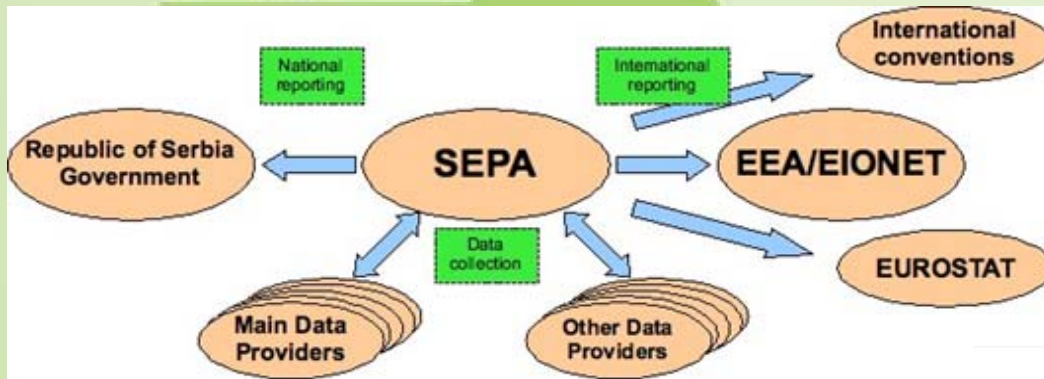 International
conventions
National
reporting
International
reporting
Republic of Serbia
Government
SEPA
EEA/EIONET
Data
collection
EUROSTAT
Main Data
Providers
Other Data
Providers